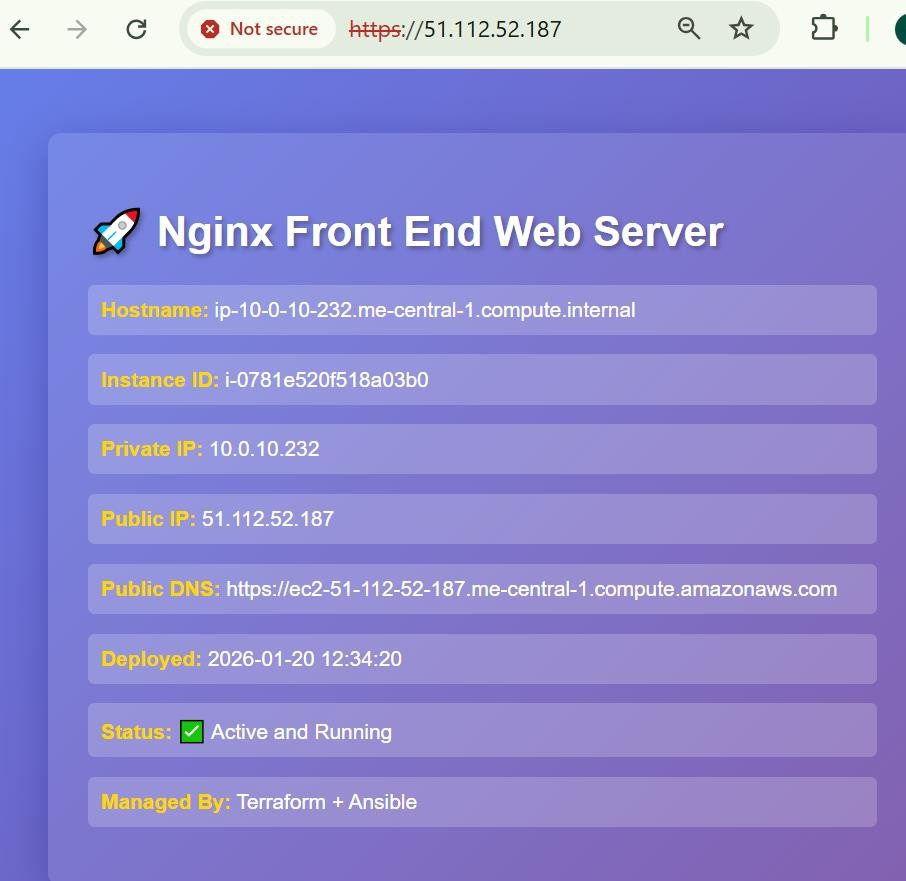 Not secure https://51.112.52.187
🚀 Nginx Front End Web Server
Hostname: ip-10-0-10-232.me-central-1.compute.internal
Instance ID: i-0781e520f518a03b0
Private IP: 10.0.10.232
Public IP: 51.112.52.187
Public DNS: https://ec2-51-112-52-187.me-central-1.compute.amazonaws.com
Deployed: 2026-01-20 12:34:20
Status: ✅ Active and Running
Managed By: Terraform + Ansible